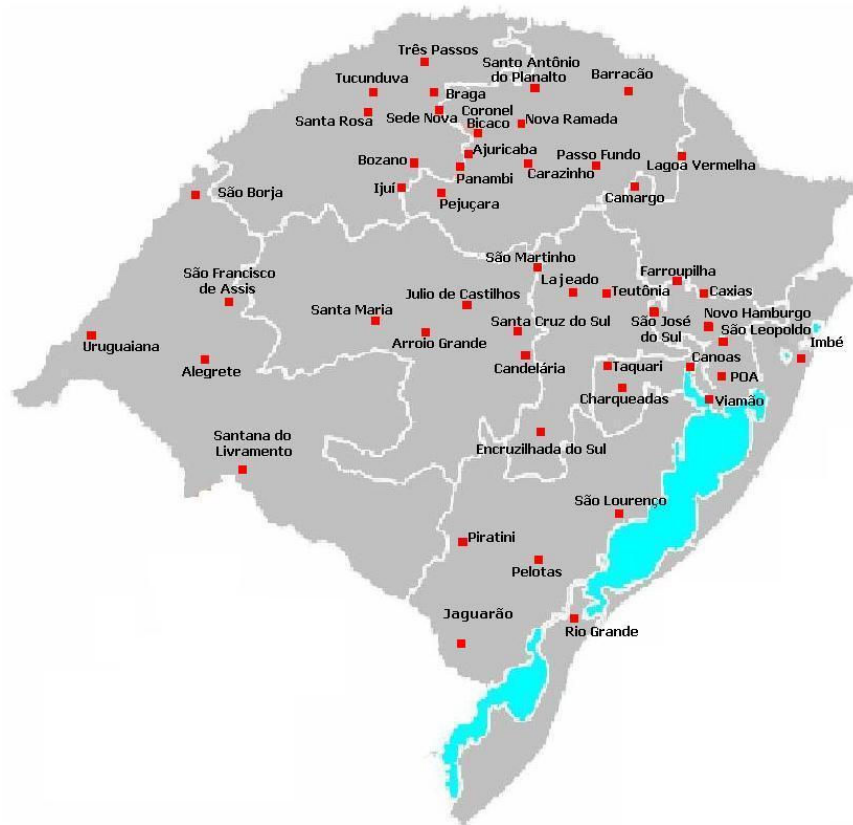 Três Passos
Santo Antônio
do Planalto
Tucunduva
Barracão
Braga
Santa Rosa
Sede Nova
Coronel
Bicaco
Nova Ramada
Ajuricaba
Bozano
Passo Fundo
Lagoa Vermelha
Panambi
Carazinho
São Borja
Ijuí
Pejuçara
Camargo
São Martinho
São Francisco
de Assis
Lajeado
Farroupilha
Julio de Castilhos
Teutônia
Caxias
Santa Maria
Novo Hamburgo
Santa Cruz do Sul
São José
do Sul
São Leopoldo
Uruguaiana
Arroio Grande
Imbé
Alegrete
Candelária
Taquari
Canoas
POA
Charqueadas
Viamão
Santana do
Livramento
Encruzilhada do Sul
São Lourenço
Piratini
Pelotas
Jaguarão
Rio Grande